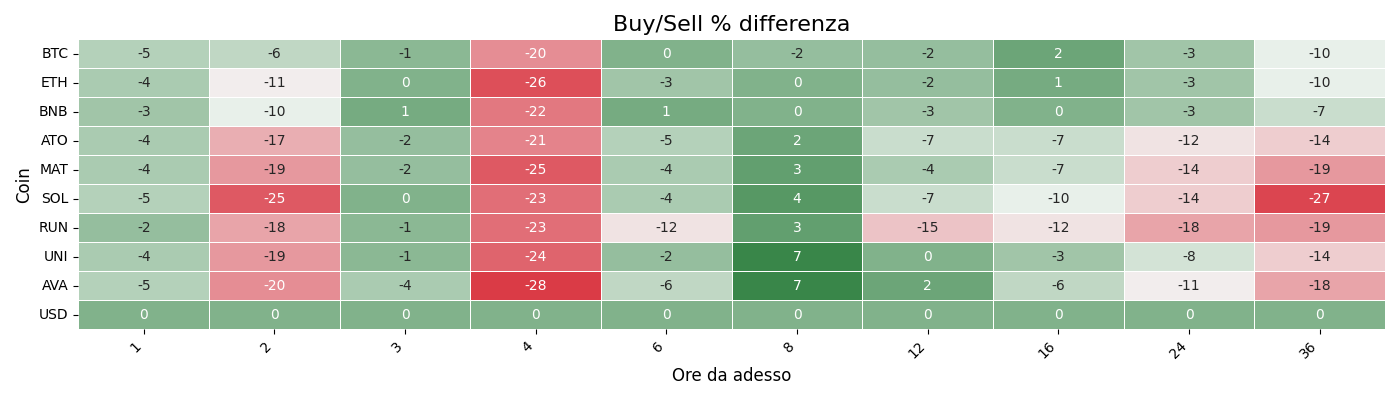 Buy/Sell % differenza
Coin
BTC -5 -6 -1 -20 0 -2 -2 2 -3 -10
ETH -4 -11 0 -26 -3 0 -2 1 -3 -10
BNB -3 -10 1 -22 1 0 -3 0 -3 -7
ATO -4 -17 -2 -21 -5 2 -7 -7 -12 -14
MAT -4 -19 -2 -25 -4 3 -4 -7 -14 -19
SOL -5 -25 0 -23 -4 4 -7 -10 -14 -27
RUN -2 -18 -1 -23 -12 3 -15 -12 -18 -19
UNI -4 -19 -1 -24 -2 7 0 -3 -8 -14
AVA -5 -20 -4 -28 -6 7 2 -6 -11 -18
USD 0 0 0 0 0 0 0 0 0 0
1 2 3 4 6 8 12 16 24 36
Ore da adesso